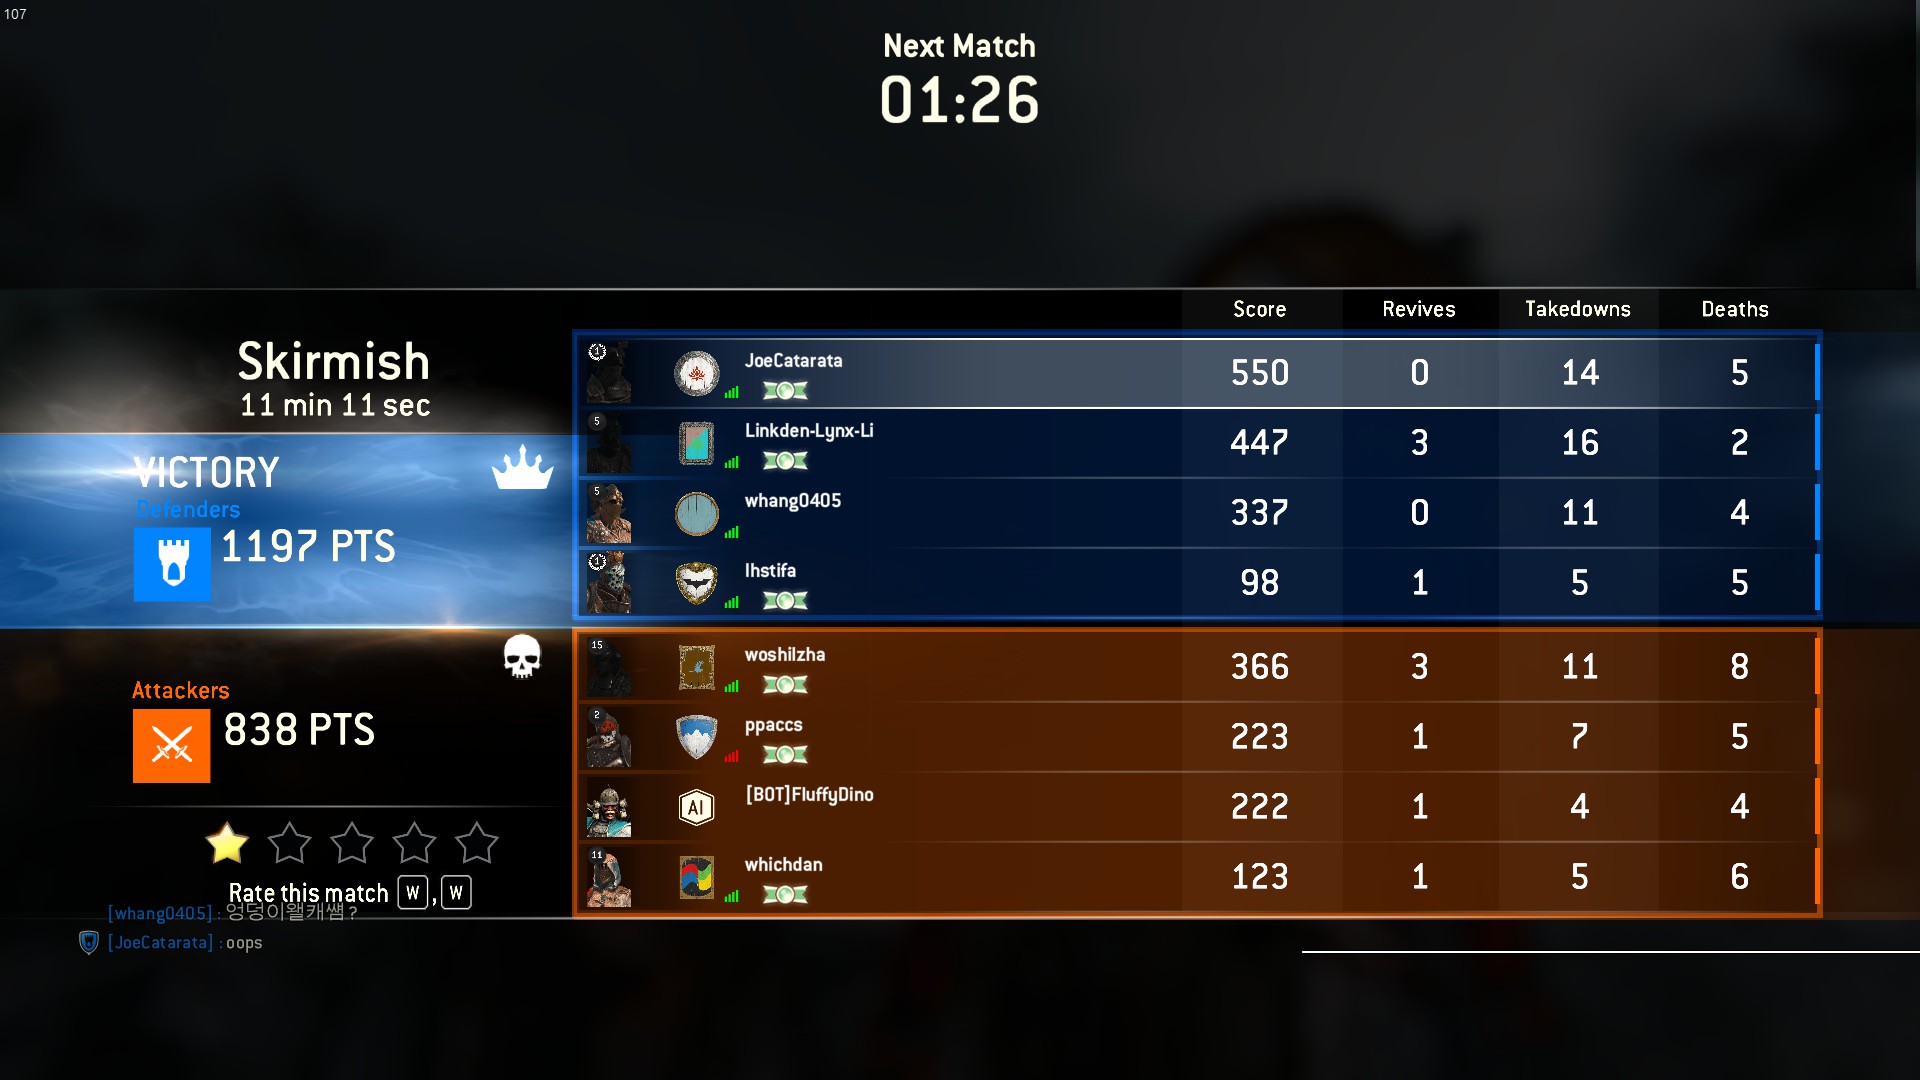 107
Next Match
01:26
Score Revives Takedowns Deaths
Skirmish
11 min 11 sec
VICTORY
Defenders
1197 PTS
Attackers
838 PTS
1 JoeCatarata 550 0 14 5
5 Linkden-Lynx-Li 447 3 16 2
5 whang0405 337 0 11 4
1 lhstifa 98 1 5 5
15 woshilzha 366 3 11 8
2 ppaccs 223 1 7 5
AI [BOT]FluffyDino 222 1 4 4
11 whichdan 123 1 5 6
Rate this match W , W
[whang0405] : 엉덩이왤캐쌤?
[JoeCatarata] : oops